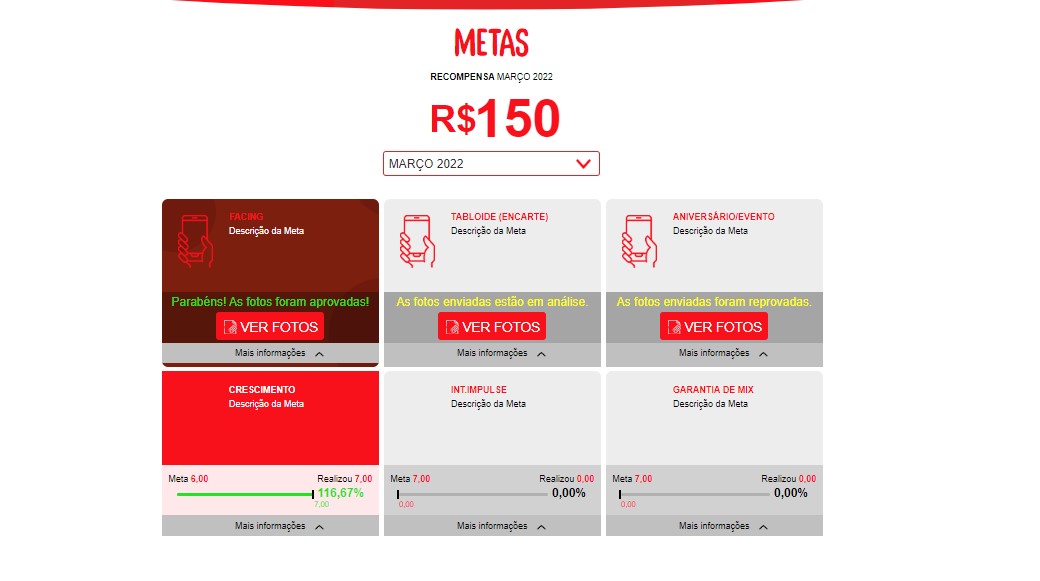 METAS
RECOMPENSA MARÇO 2022
R$150
MARÇO 2022
FACING
Descrição da Meta
Parabéns! As fotos foram aprovadas!
VER FOTOS
Mais informações
TABLOIDE (ENCARTE)
Descrição da Meta
As fotos enviadas estão em análise.
VER FOTOS
Mais informações
ANIVERSÁRIO/EVENTO
Descrição da Meta
As fotos enviadas foram reprovadas.
VER FOTOS
Mais informações
CRESCIMENTO
Descrição da Meta
Meta 6,00 Realizou 7,00
116,67%
7,00
Mais informações
INT.IMPULSE
Descrição da Meta
Meta 7,00 Realizou 0,00
0,00%
0,00
Mais informações
GARANTIA DE MIX
Descrição da Meta
Meta 7,00 Realizou 0,00
0,00%
0,00
Mais informações